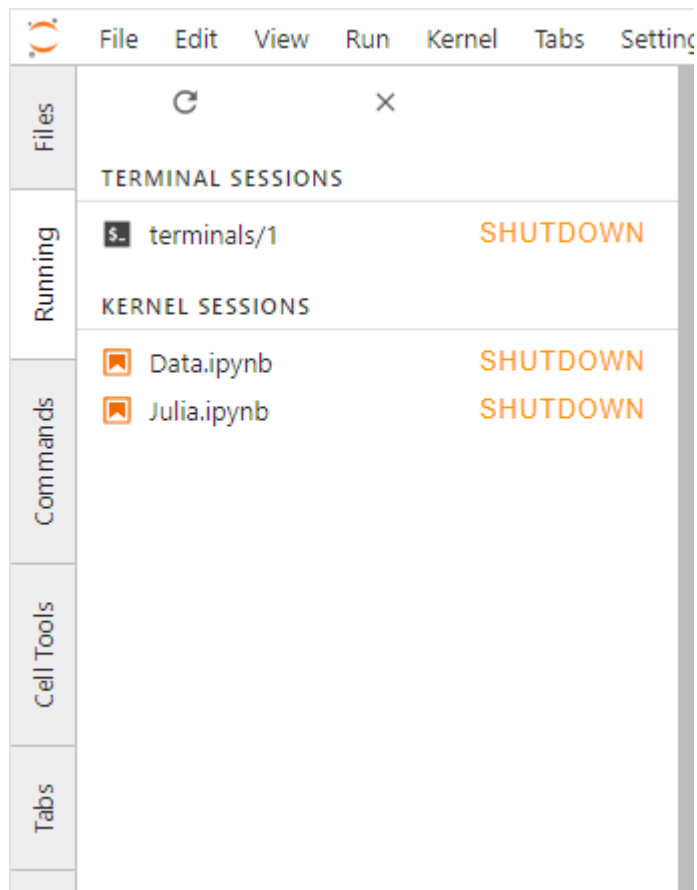 File Edit View Run Kernel Tabs Setting
Files
Running
Commands
Cell Tools
Tabs
TERMINAL SESSIONS
$_ terminals/1 SHUTDOWN
KERNEL SESSIONS
Data.ipynb SHUTDOWN
Julia.ipynb SHUTDOWN